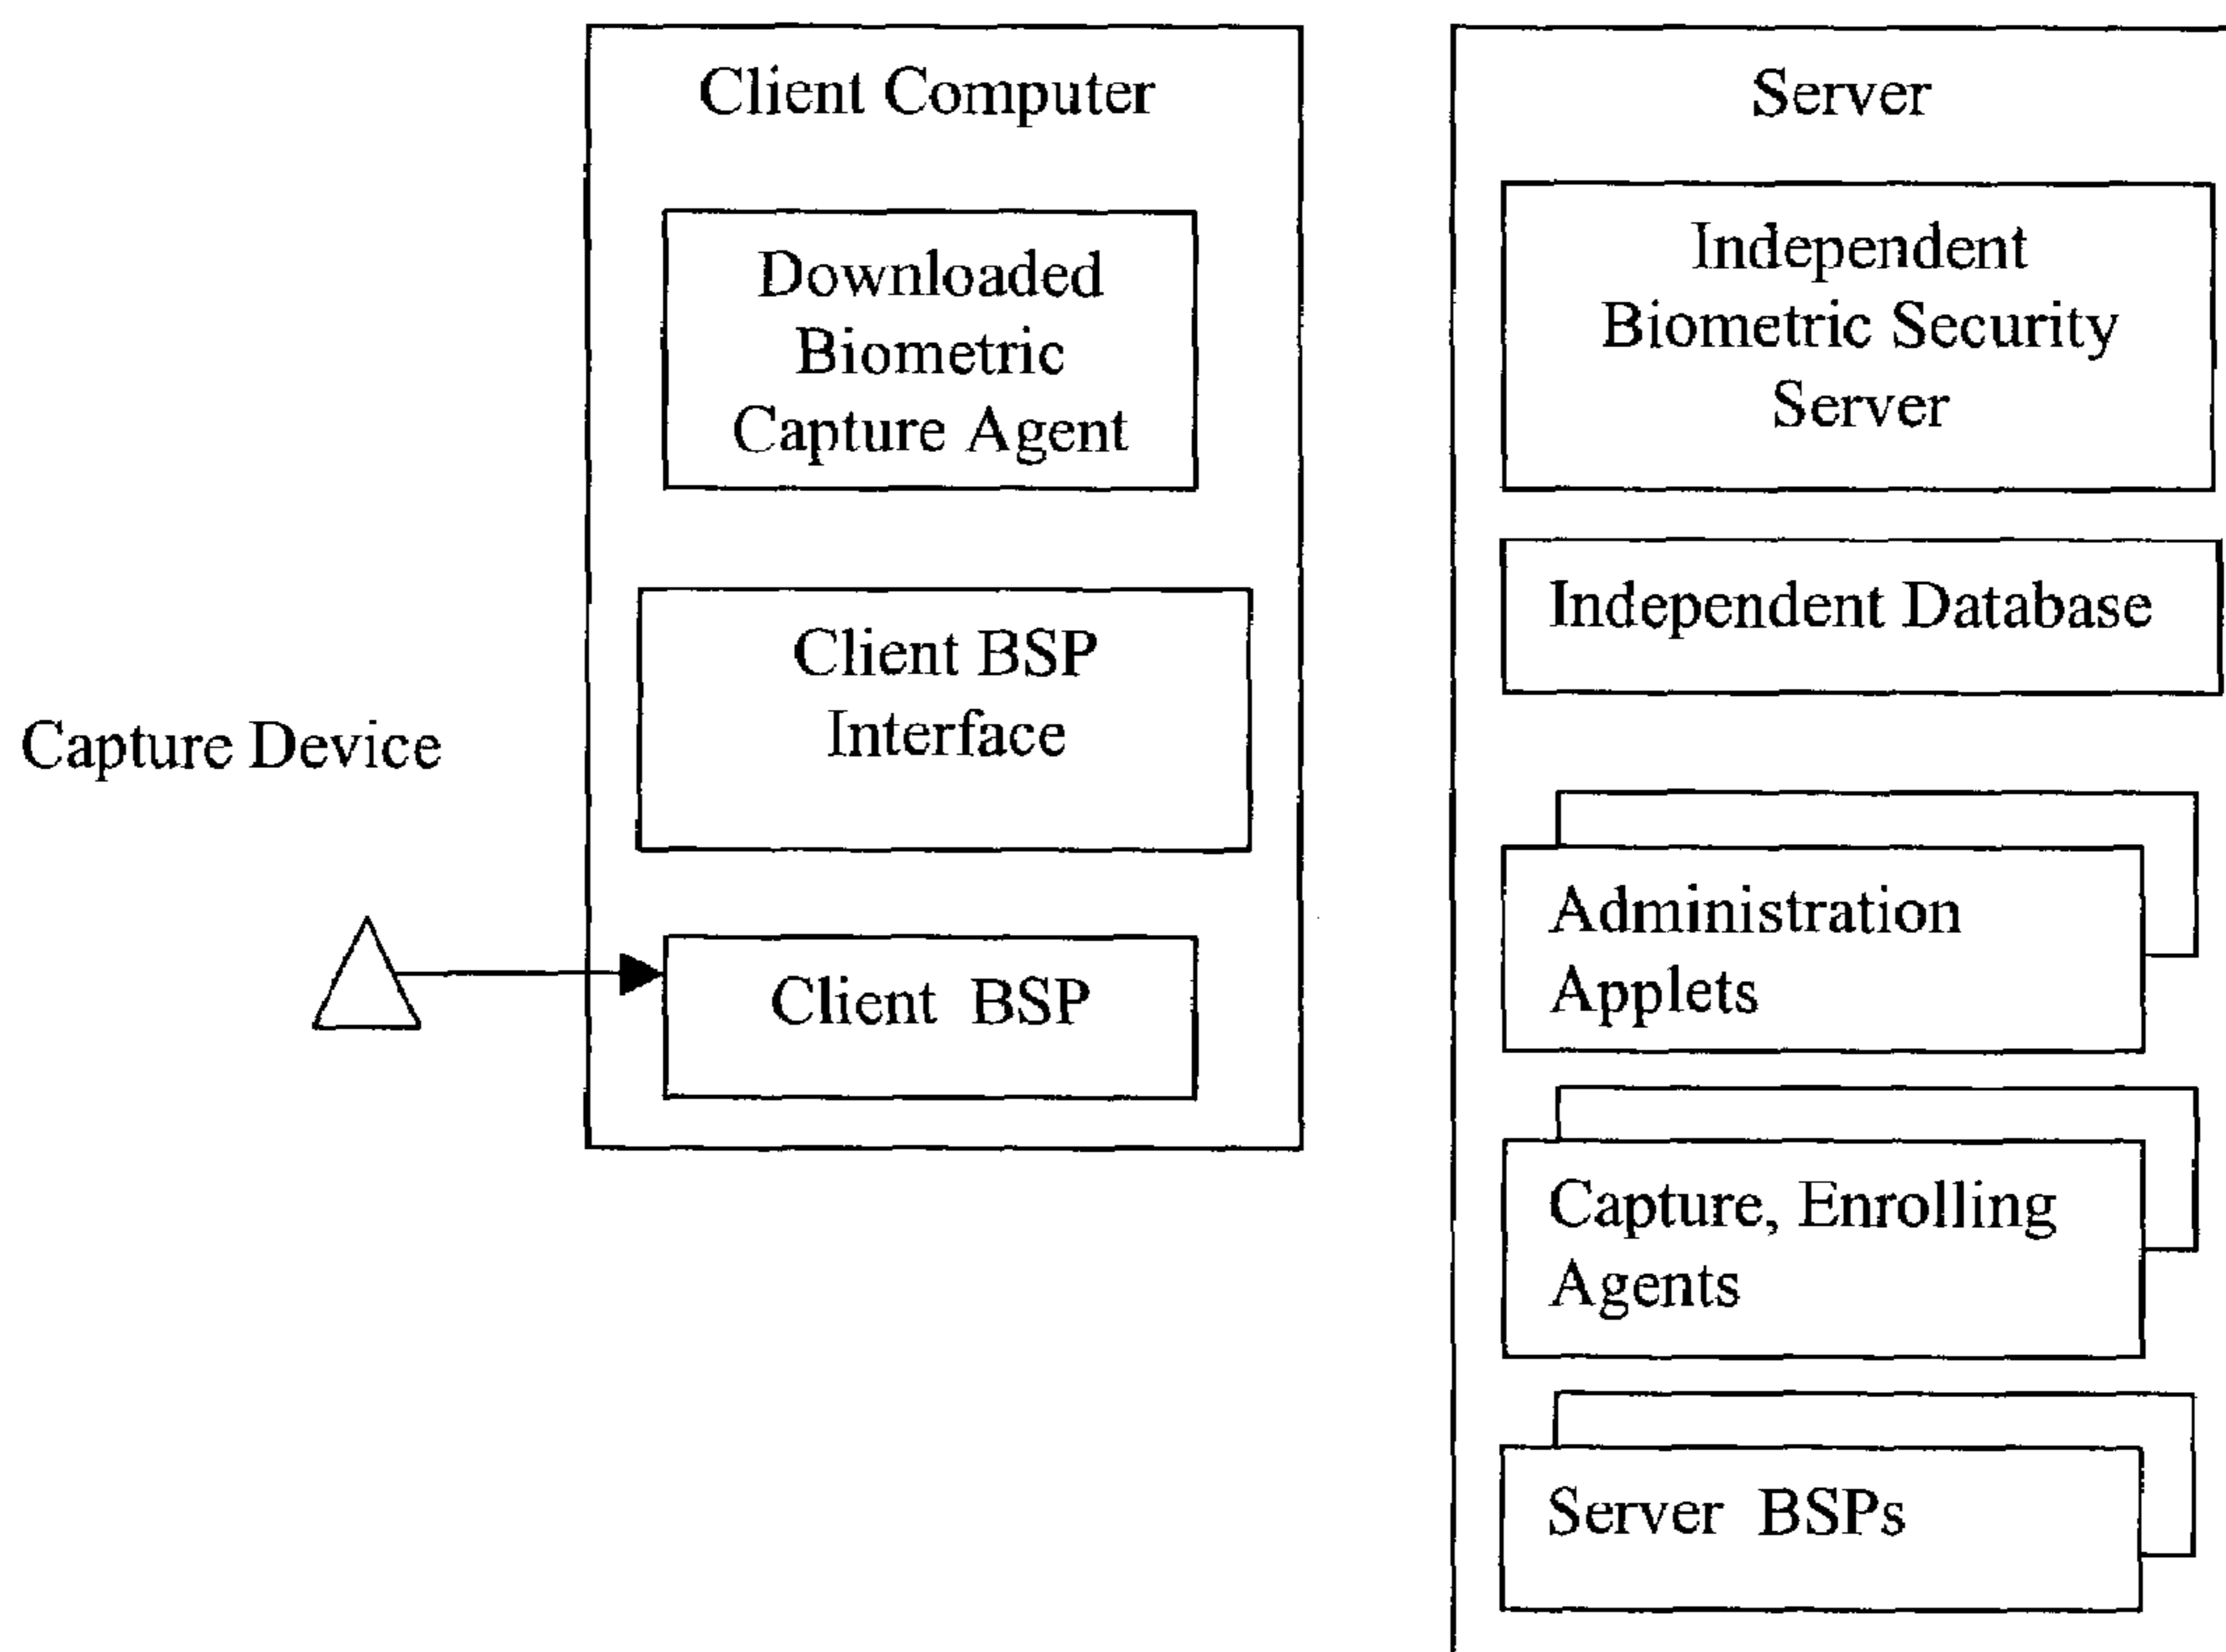 Client Computer
Downloaded
Biometric
Capture Agent
Client BSP
Interface
Capture Device
Client BSP
Server
Independent
Biometric Security
Server
Independent Database
Administration
Applets
Capture, Enrolling
Agents
Server BSPs